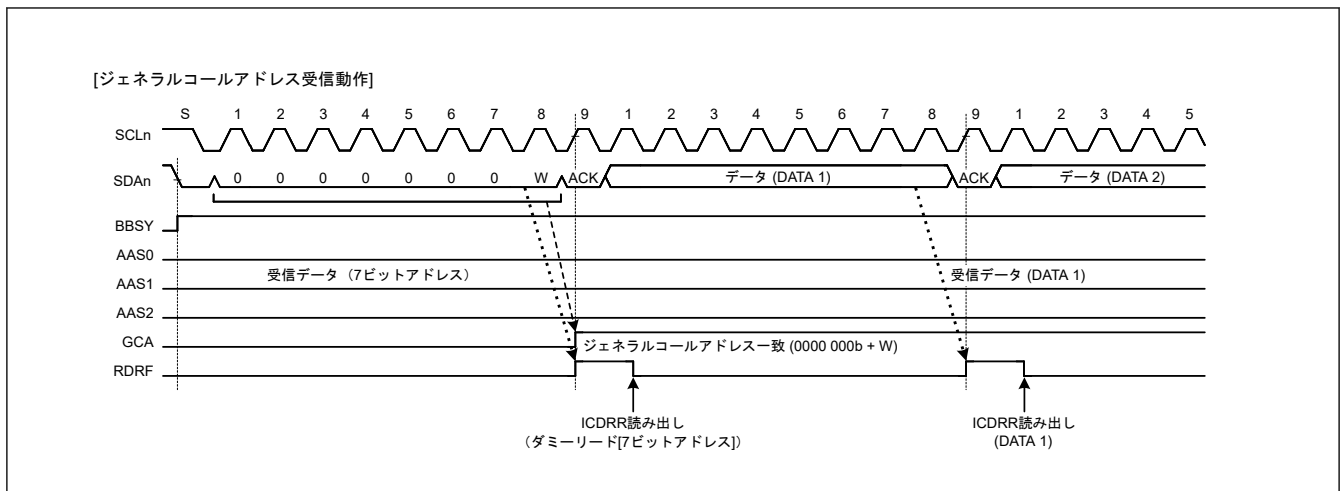 [ジェネラルコールアドレス受信動作]
S 1 2 3 4 5 6 7 8 9 1 2 3 4 5 6 7 8 9 1 2 3 4 5
SCLn
SDAn 0 0 0 0 0 0 0 W ACK データ (DATA 1) ACK データ (DATA 2)
BBSY
AAS0
受信データ（7ビットアドレス） 受信データ (DATA 1)
AAS1
AAS2
GCA
ジェネラルコールアドレス一致 (0000 000b + W)
RDRF
ICDRR読み出し ICDRR読み出し
（ダミーリード[7ビットアドレス]） (DATA 1)